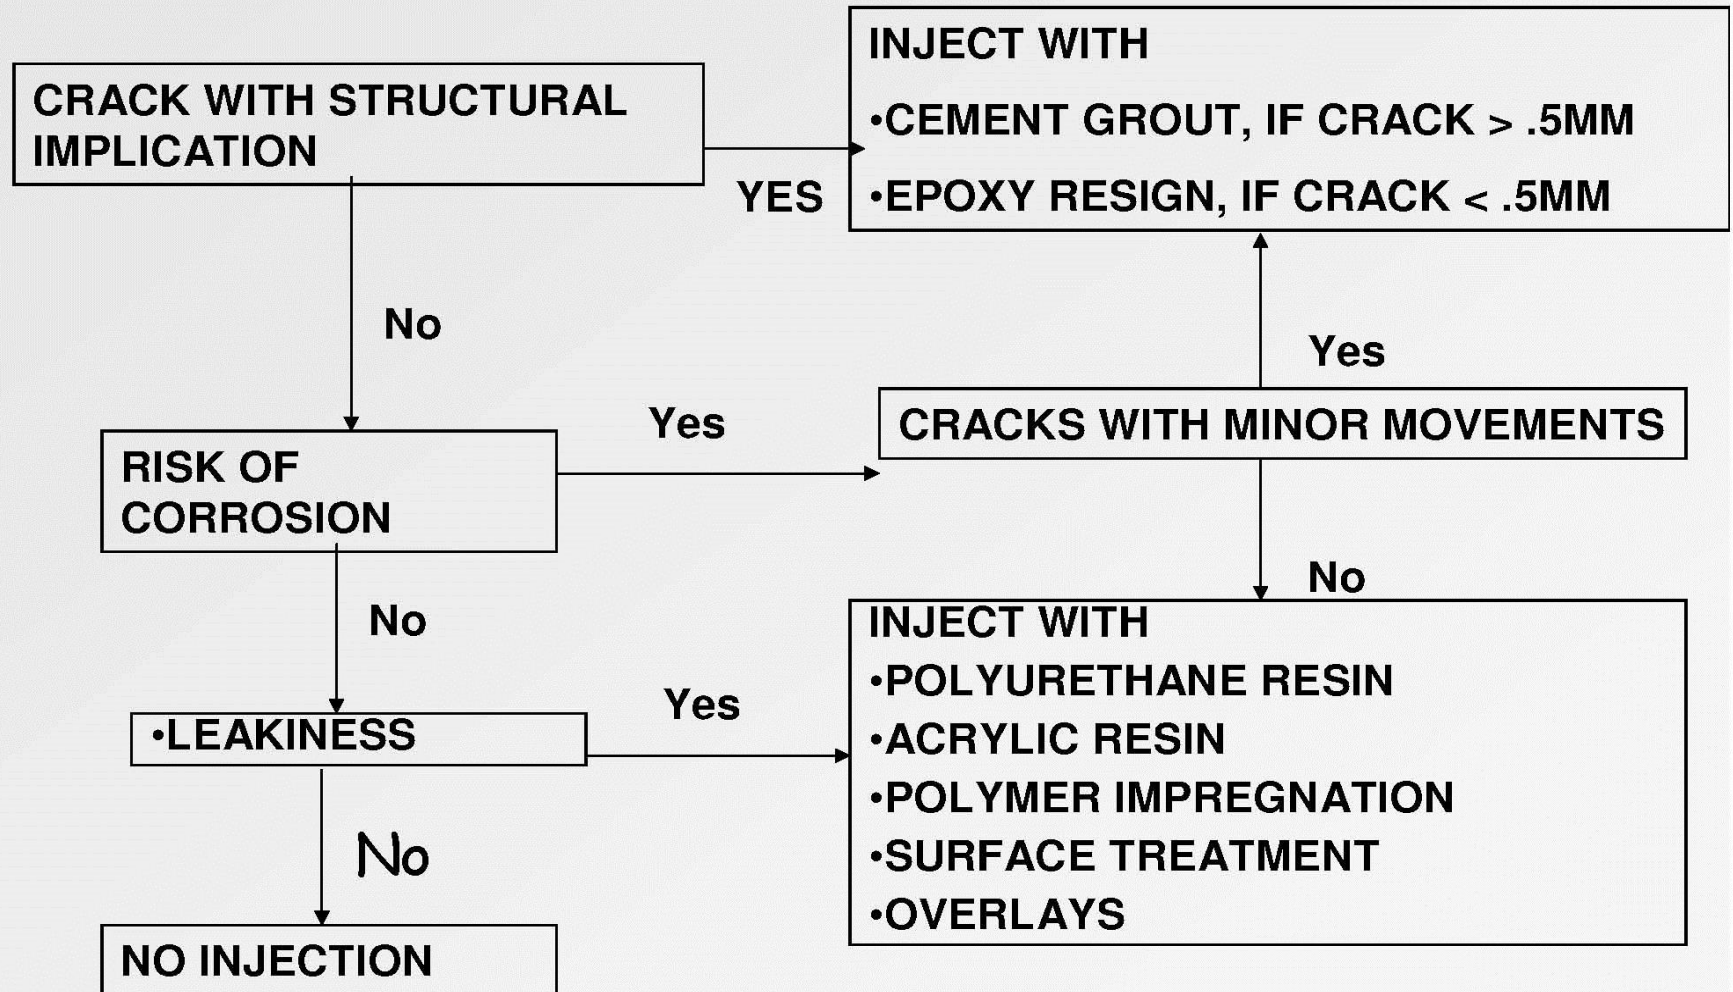 CRACK WITH STRUCTURAL
IMPLICATION
YES
INJECT WITH
•CEMENT GROUT, IF CRACK > .5MM
•EPOXY RESIGN, IF CRACK < .5MM
No
Yes
RISK OF
CORROSION
Yes
CRACKS WITH MINOR MOVEMENTS
No
No
•LEAKINESS
Yes
INJECT WITH
•POLYURETHANE RESIN
•ACRYLIC RESIN
•POLYMER IMPREGNATION
•SURFACE TREATMENT
•OVERLAYS
No
NO INJECTION